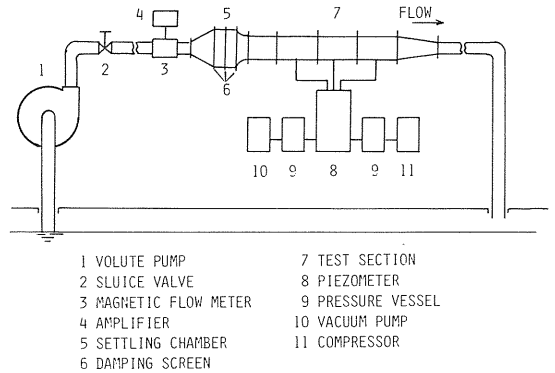 4 5 7 FLOW
1 2 3 6
10 9 8 9 11
1 VOLUTE PUMP
2 SLUICE VALVE
3 MAGNETIC FLOW METER
4 AMPLIFIER
5 SETTLING CHAMBER
6 DAMPING SCREEN
7 TEST SECTION
8 PIEZOMETER
9 PRESSURE VESSEL
10 VACUUM PUMP
11 COMPRESSOR